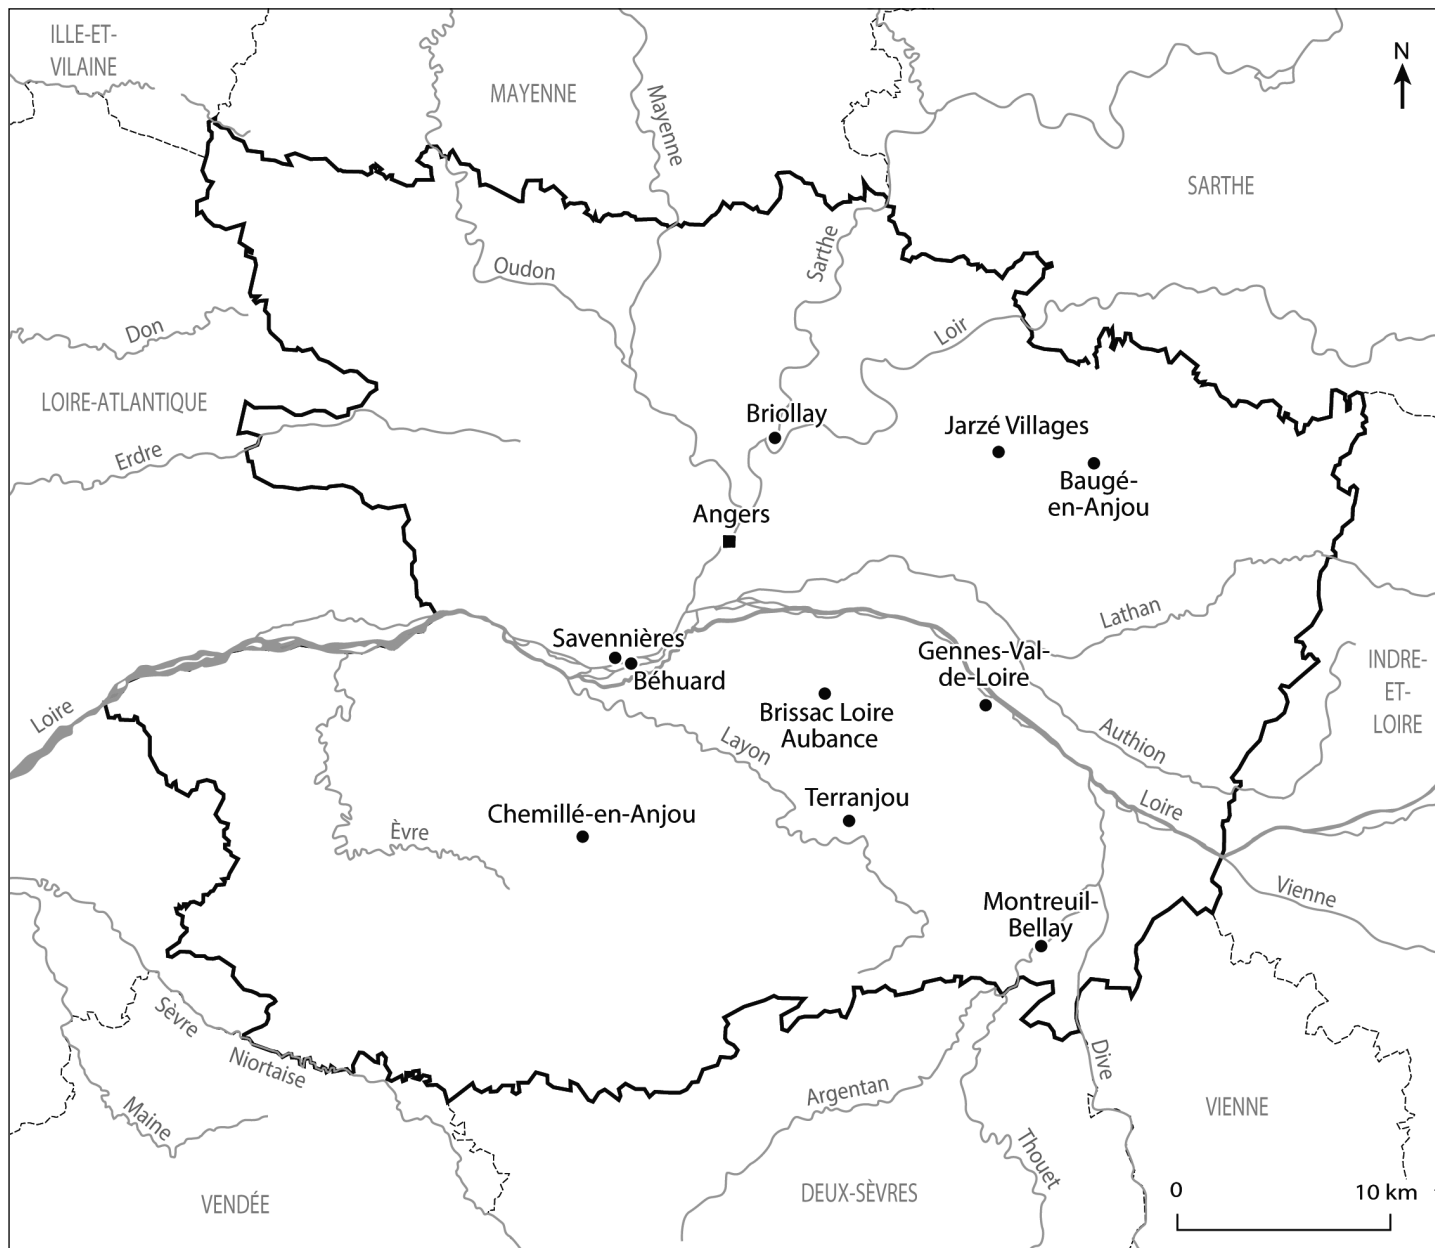 ILLE-ET-
VILAINE
MAYENNE
Mayenne
N
SARTHE
Sarthe
Oudon
Don
Loir
LOIRE-ATLANTIQUE
Briollay
Jarzé Villages
Erdre
Baugé-
en-Anjou
Angers
Lathan
Savennières
Béhuard
Gennes-Val-
de-Loire
INDRE-
ET-
LOIRE
Loire
Brissac Loire
Aubance
Layon
Authion
Terranjou
Loire
Chemillé-en-Anjou
Èvre
Vienne
Montreuil-
Bellay
Sèvre
Niortaise
Dive
Argentan
Maine
VIENNE
Thouet
VENDÉE
DEUX-SÈVRES
0
10 km